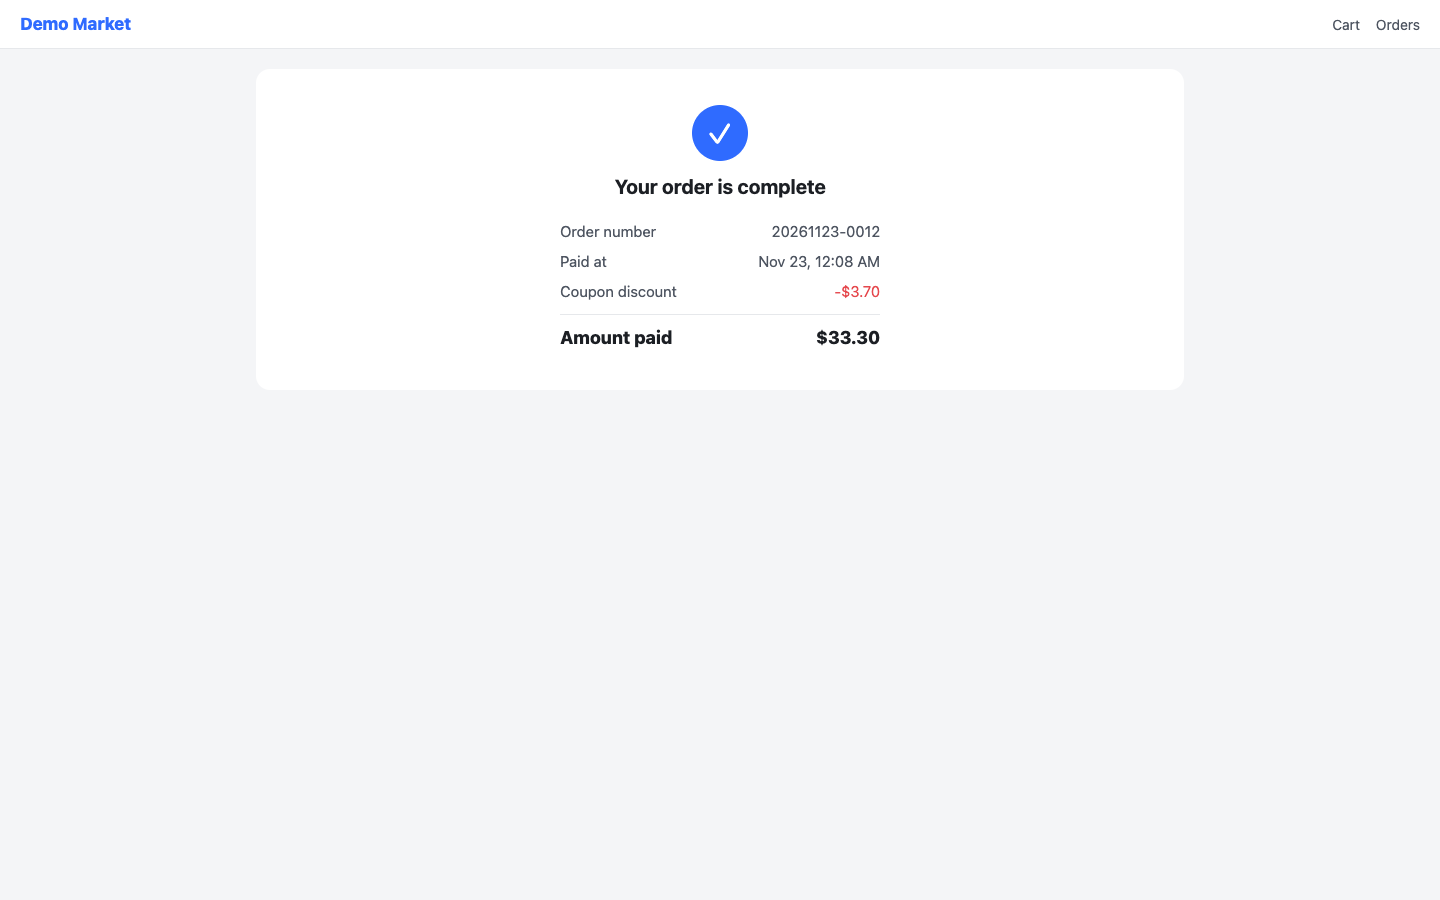 Demo Market
Cart Orders
Your order is complete
Order number 20261123-0012
Paid at Nov 23, 12:08 AM
Coupon discount -$3.70
Amount paid $33.30